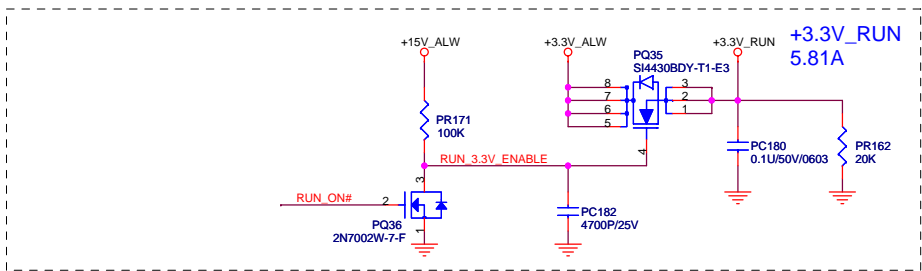 +3.3V_RUN
5.81A
+15V_ALW
+3.3V_ALW
+3.3V_RUN
PQ35
SI4430BDY-T1-E3
8
7
6
5
3
2
1
4
PR171
100K
RUN_3.3V_ENABLE
PC180
0.1U/50V/0603
PR162
20K
RUN_ON#
2
3
1
PQ36
2N7002W-7-F
PC182
4700P/25V